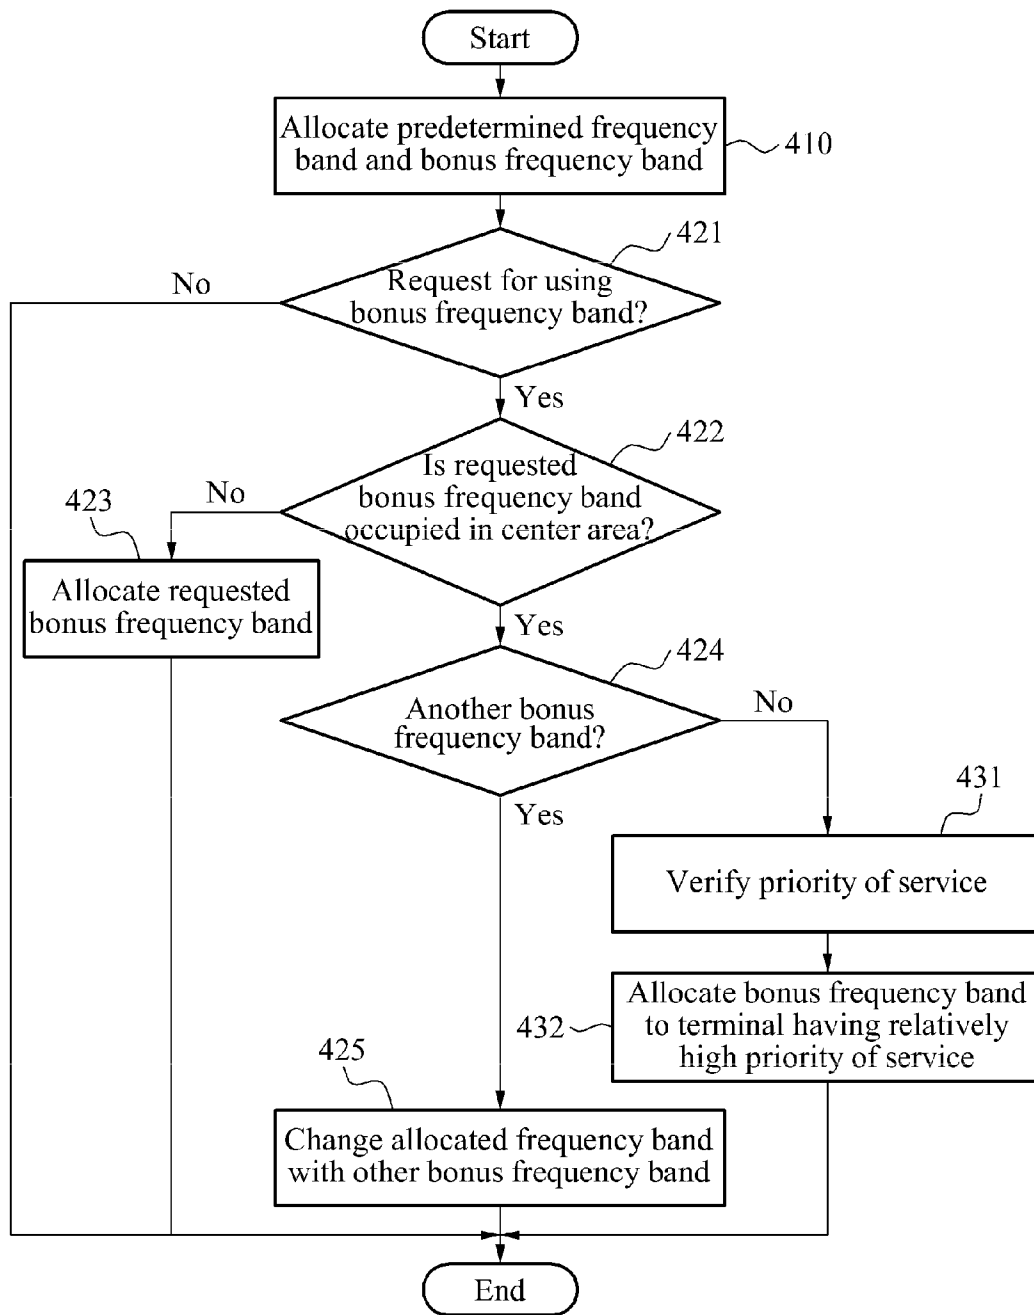 Start
Allocate predetermined frequency
band and bonus frequency band
410
421
Request for using
bonus frequency band?
No
Yes
422
Is requested
bonus frequency band
occupied in center area?
No
423
Allocate requested
bonus frequency band
Yes
424
Another bonus
frequency band?
No
Yes
431
Verify priority of service
Allocate bonus frequency band
to terminal having relatively
high priority of service
432
425
Change allocated frequency band
with other bonus frequency band
End